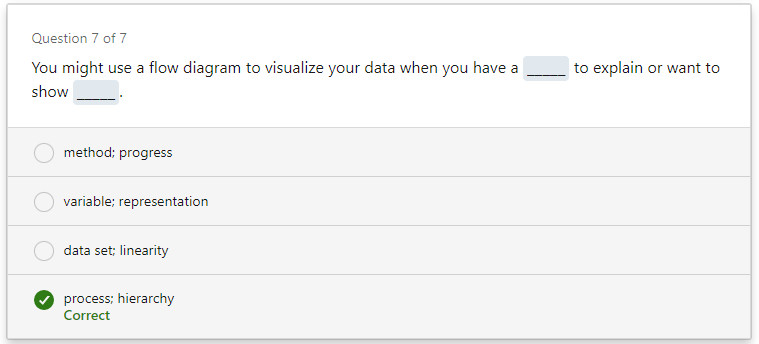 Question 7 of 7
You might use a flow diagram to visualize your data when you have a _____ to explain or want to
show _____.
method; progress
variable; representation
data set; linearity
process; hierarchy
Correct